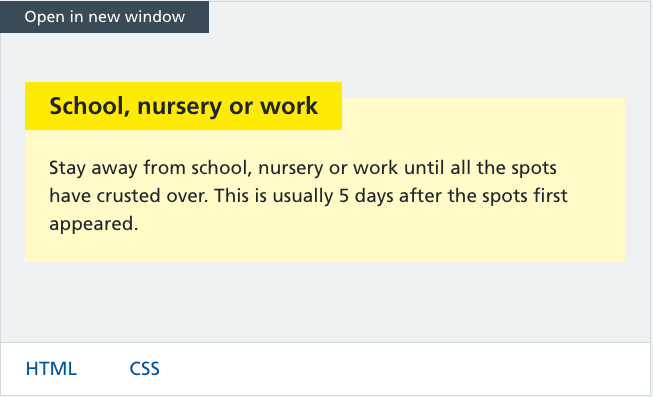 Open in new window
School, nursery or work
Stay away from school, nursery or work until all the spots
have crusted over. This is usually 5 days after the spots first
appeared.
HTML CSS